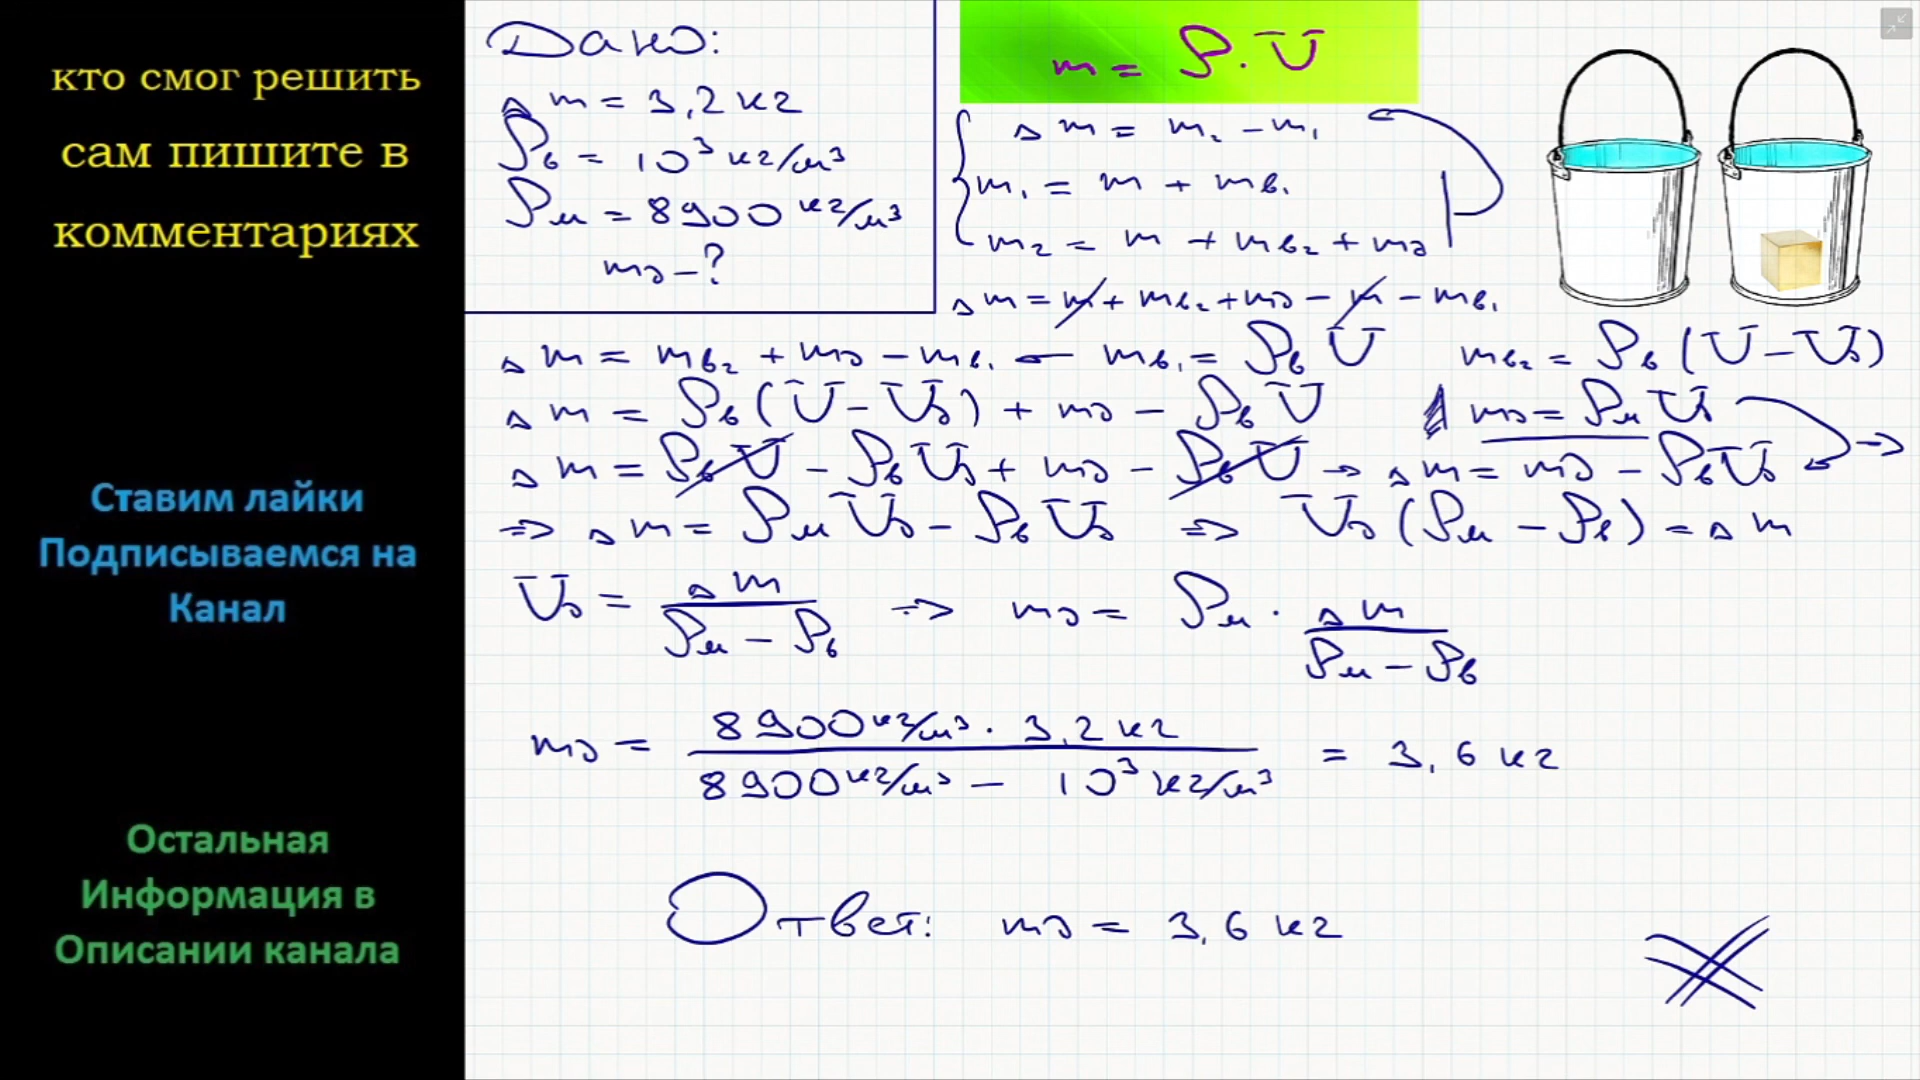 кто смог решить
сам пишите в
комментариях
Ставим лайки
Подписываемся на
Канал
Остальная
Информация в
Описании канала
Дано:
Δm = 3,2 кг
ρв = 10³ кг/м³
ρм = 8900 кг/м³
mд – ?
m = ρ · V
Δm = m₂ – m₁
m₁ = m + mв₁
m₂ = m + mв₂ + mд
Δm = m + mв₂ + mд – m – mв₁
Δm = mв₂ + mд – mв₁ ← mв₁ = ρв V mв₂ = ρв (V – Vд)
Δm = ρв (V – Vд) + mд – ρв V mд = ρм Vд
Δm = ρв V – ρв Vд + mд – ρв V → Δm = mд – ρв Vд ⇒
⇒ Δm = ρм Vд – ρв Vд ⇒ Vд (ρм – ρв) = Δm
Vд = Δm / (ρм – ρв) ⇒ mд = ρм · Δm / (ρм – ρв)
mд = 8900 кг/м³ · 3,2 кг / (8900 кг/м³ – 10³ кг/м³) = 3,6 кг
Ответ: mд = 3,6 кг